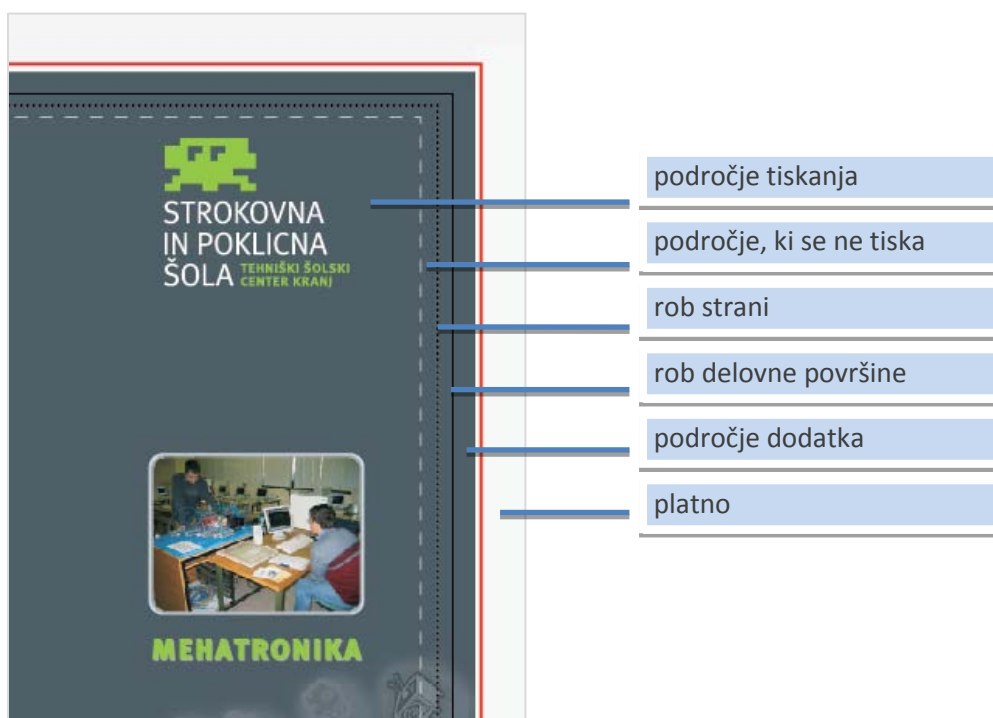 STROKOVNA
IN POKLICNA
ŠOLA TEHNIŠKI ŠOLSKI
CENTER KRANJ
MEHATRONIKA
področje tiskanja
področje, ki se ne tiska
rob strani
rob delovne površine
področje dodatka
platno